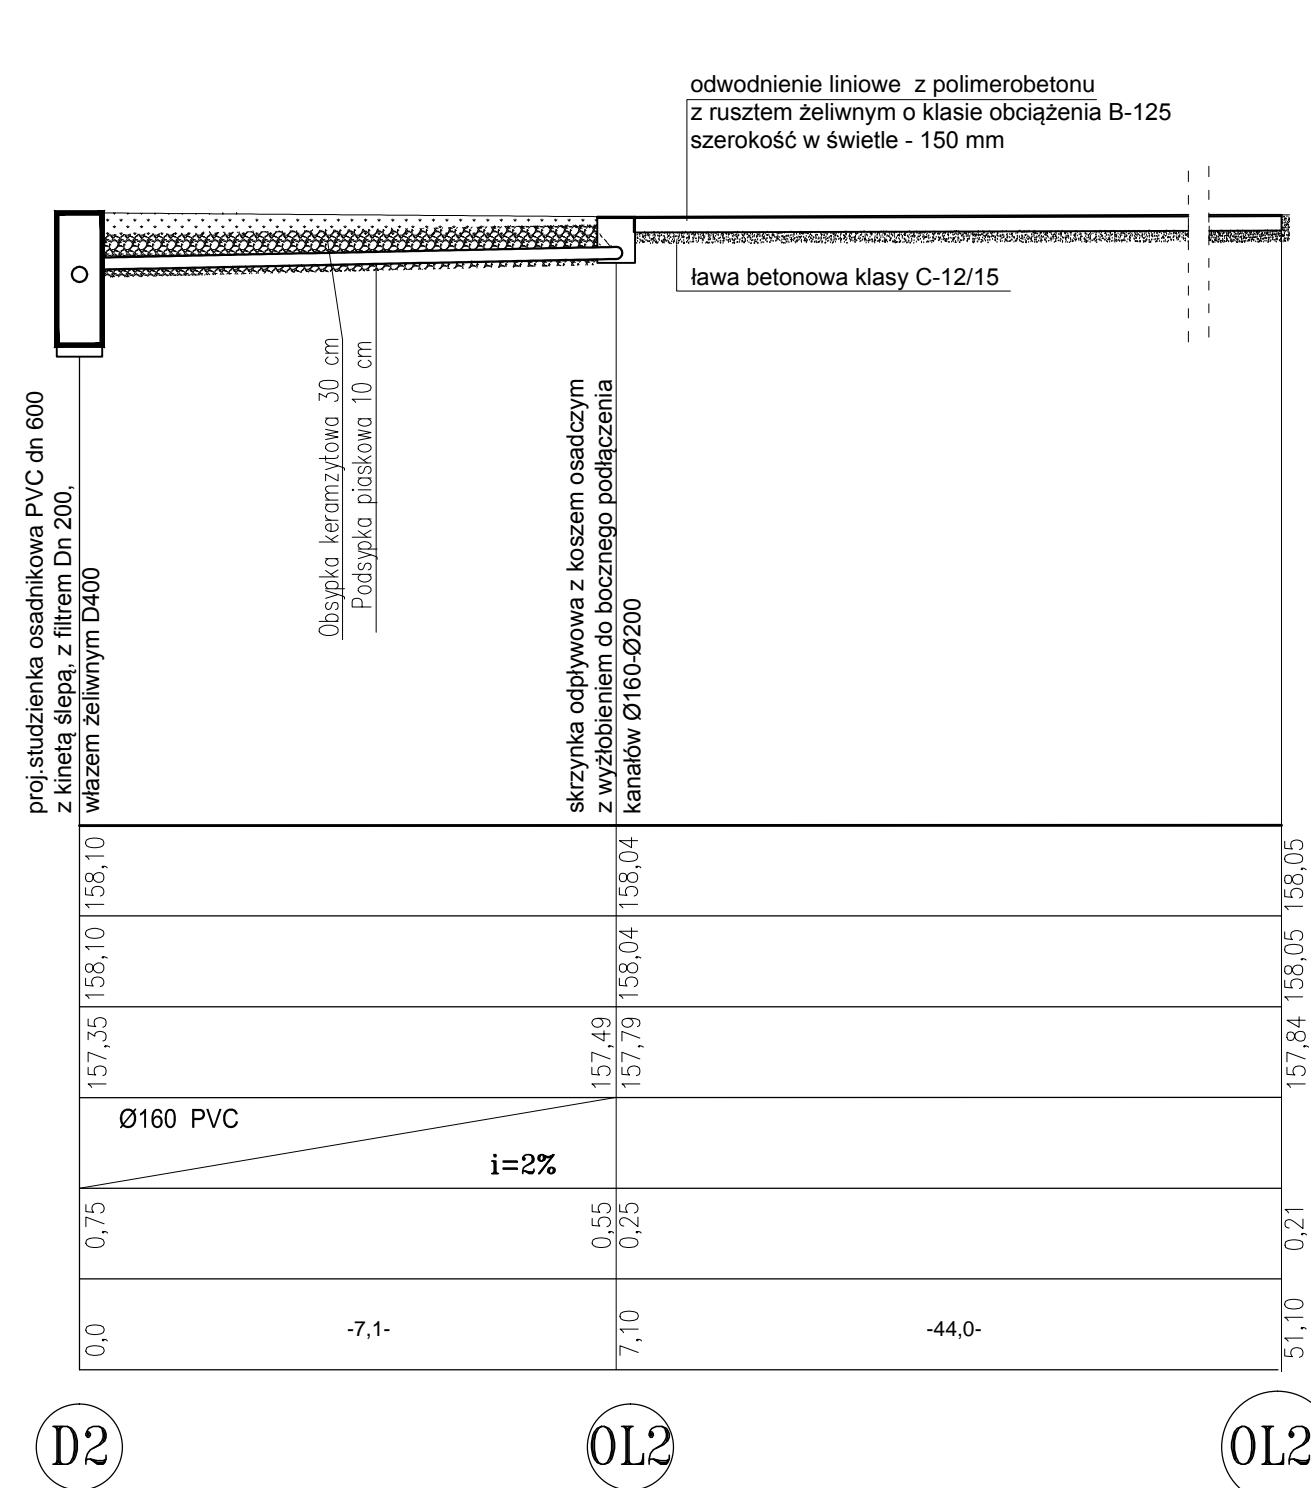 odwodnienie liniowe z polimerobetonu
z rusztem żeliwnym o klasie obciążenia B-125
szerokość w świetle - 150 mm
ława betonowa klasy C-12/15
Obsypka keramzytowa 30 cm
Podsypka piaskowa 10 cm
proj.studzienka osadnikowa PVC dn 600
z kinetą ślepą, z filtrem Dn 200,
włazem żeliwnym D400
skrzynka odpływowa z koszem osadczym
z wyżłobieniem do bocznego podłączenia
kanałów Ø160-Ø200
158,10 158,04 158,05
158,10 158,04 158,05
157,35 157,49 157,79 157,84
Ø160 PVC
i=2%
0,75 0,55 0,25 0,21
0,0 -7,1- 7,10 -44,0- 51,10
D2 OL2 OL2